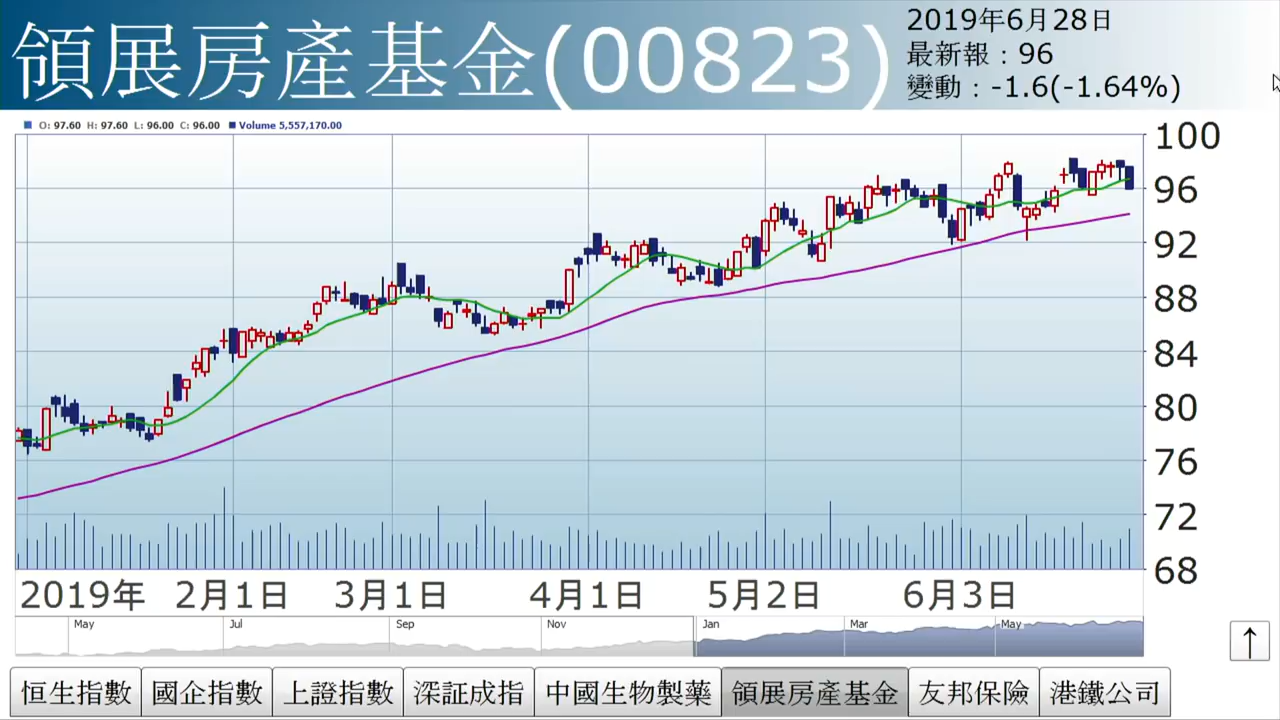 領展房產基金(00823)
2019年6月28日
最新報：96
變動：-1.6(-1.64%)
O: 97.60 H: 97.60 L: 96.00 C: 96.00 Volume 5,557,170.00
100
96
92
88
84
80
76
72
68
2019年 2月1日 3月1日 4月1日 5月2日 6月3日
May Jul Sep Nov Jan Mar May
↑
恒生指數 國企指數 上證指數 深証成指 中國生物製藥 領展房產基金 友邦保險 港鐵公司